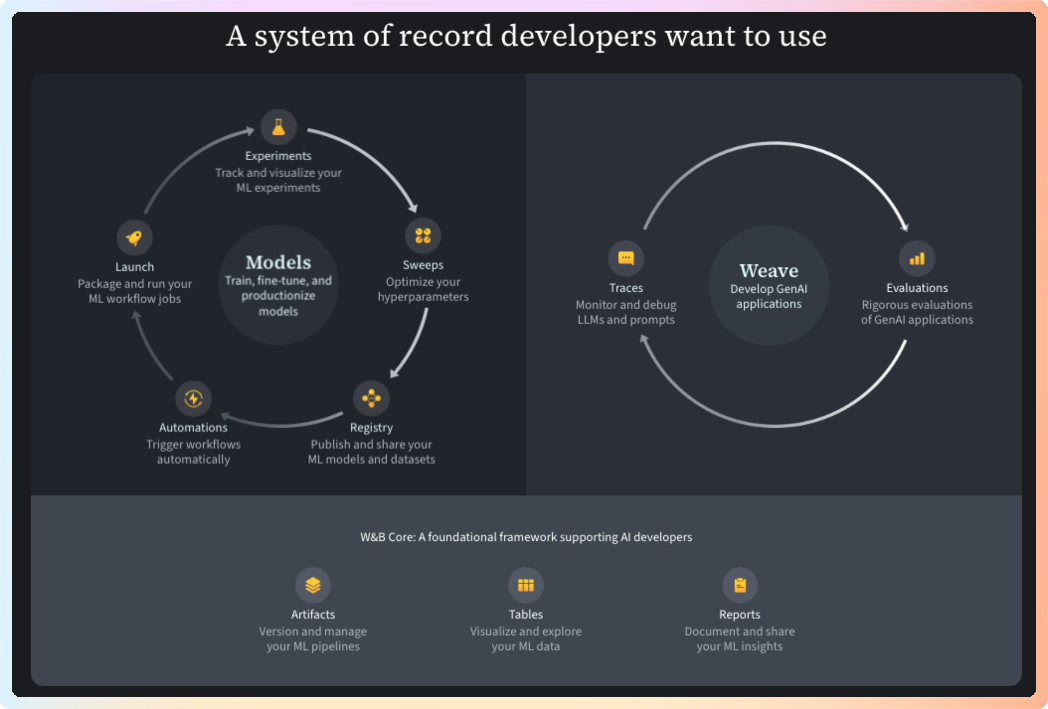 A system of record developers want to use
Experiments
Track and visualize your
ML experiments
Sweeps
Optimize your
hyperparameters
Registry
Publish and share your
ML models and datasets
Automations
Trigger workflows
automatically
Launch
Package and run your
ML workflow jobs
Models
Train, fine-tune, and
productionize
models
Traces
Monitor and debug
LLMs and prompts
Weave
Develop GenAI
applications
Evaluations
Rigorous evaluations
of GenAI applications
W&B Core: A foundational framework supporting AI developers
Artifacts
Version and manage
your ML pipelines
Tables
Visualize and explore
your ML data
Reports
Document and share
your ML insights